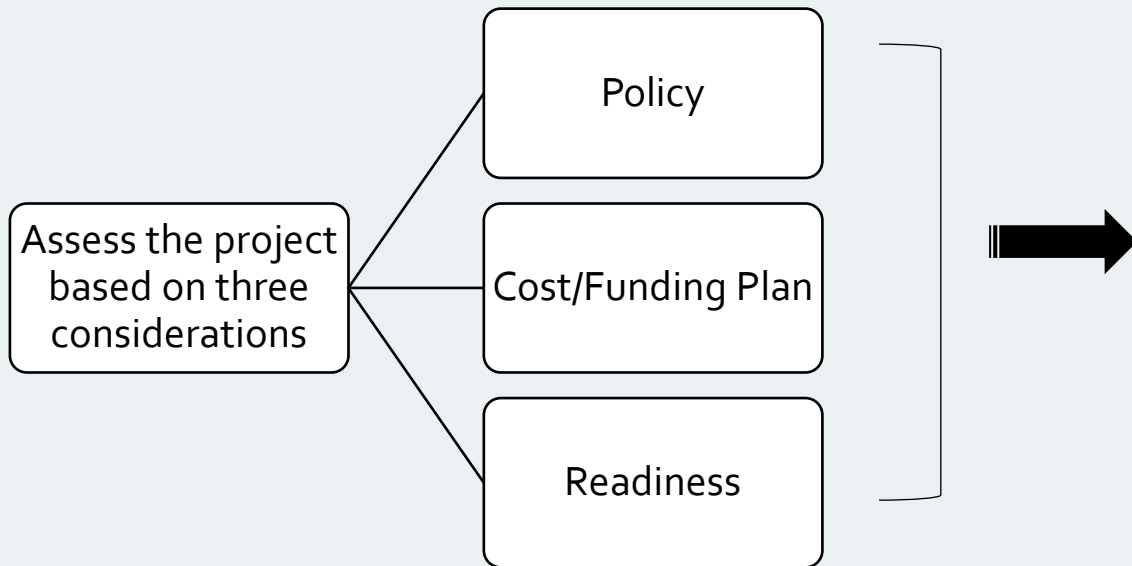 Policy
Assess the project
based on three
considerations
Cost/Funding Plan
Readiness